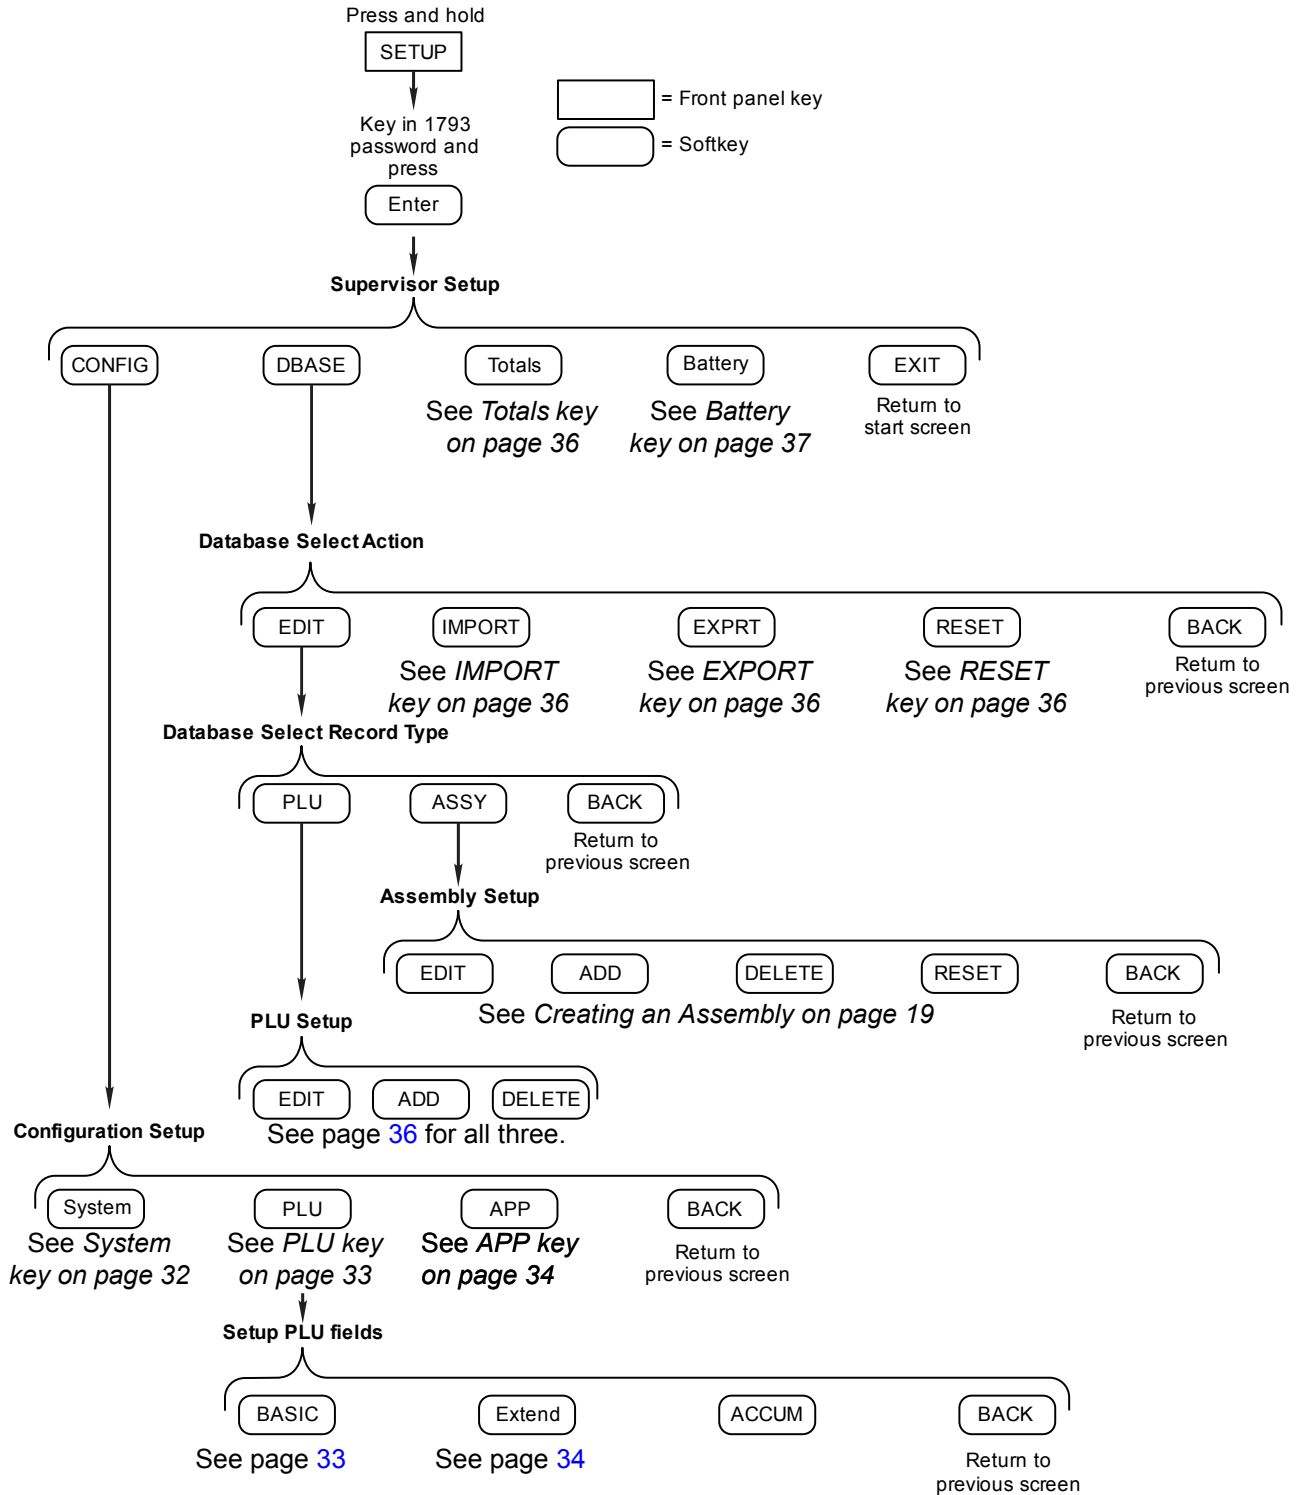 Press and hold
SETUP
= Front panel key
Key in 1793
password and
press
= Softkey
Enter
Supervisor Setup
CONFIG
DBASE
Totals
Battery
EXIT
See Totals key
on page 36
See Battery
key on page 37
Return to
start screen
Database Select Action
EDIT
IMPORT
EXPRT
RESET
BACK
See IMPORT
key on page 36
See EXPORT
key on page 36
See RESET
key on page 36
Return to
previous screen
Database Select Record Type
PLU
ASSY
BACK
Return to
previous screen
Assembly Setup
EDIT
ADD
DELETE
RESET
BACK
See Creating an Assembly on page 19
Return to
previous screen
PLU Setup
EDIT
ADD
DELETE
See page 36 for all three.
Configuration Setup
System
PLU
APP
BACK
See System
key on page 32
See PLU key
on page 33
See APP key
on page 34
Return to
previous screen
Setup PLU fields
BASIC
Extend
ACCUM
BACK
See page 33
See page 34
Return to
previous screen